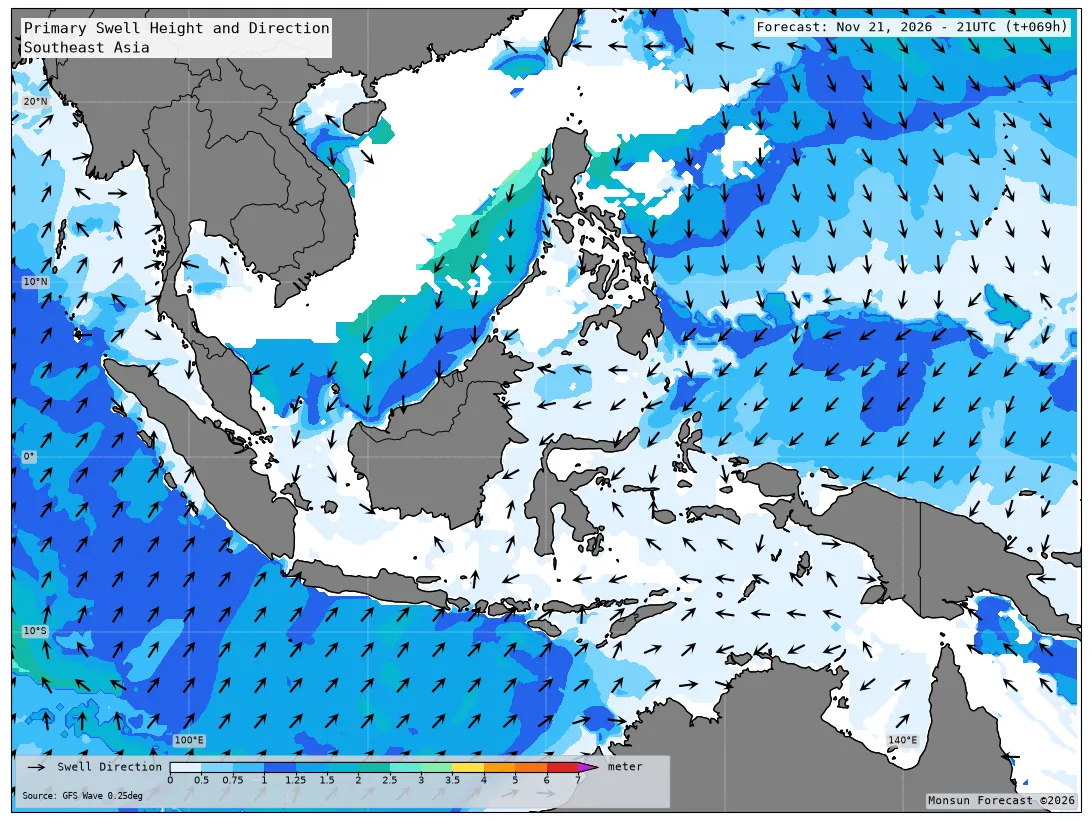 Primary Swell Height and Direction
Southeast Asia
Forecast: Nov 21, 2026 - 21UTC (t+069h)
20°N
10°N
0°
10°S
100°E
140°E
Swell Direction
0 0.5 0.75 1 1.25 1.5 2 2.5 3 3.5 4 5 6 7
meter
Source: GFS Wave 0.25deg
Monsun Forecast ©2026